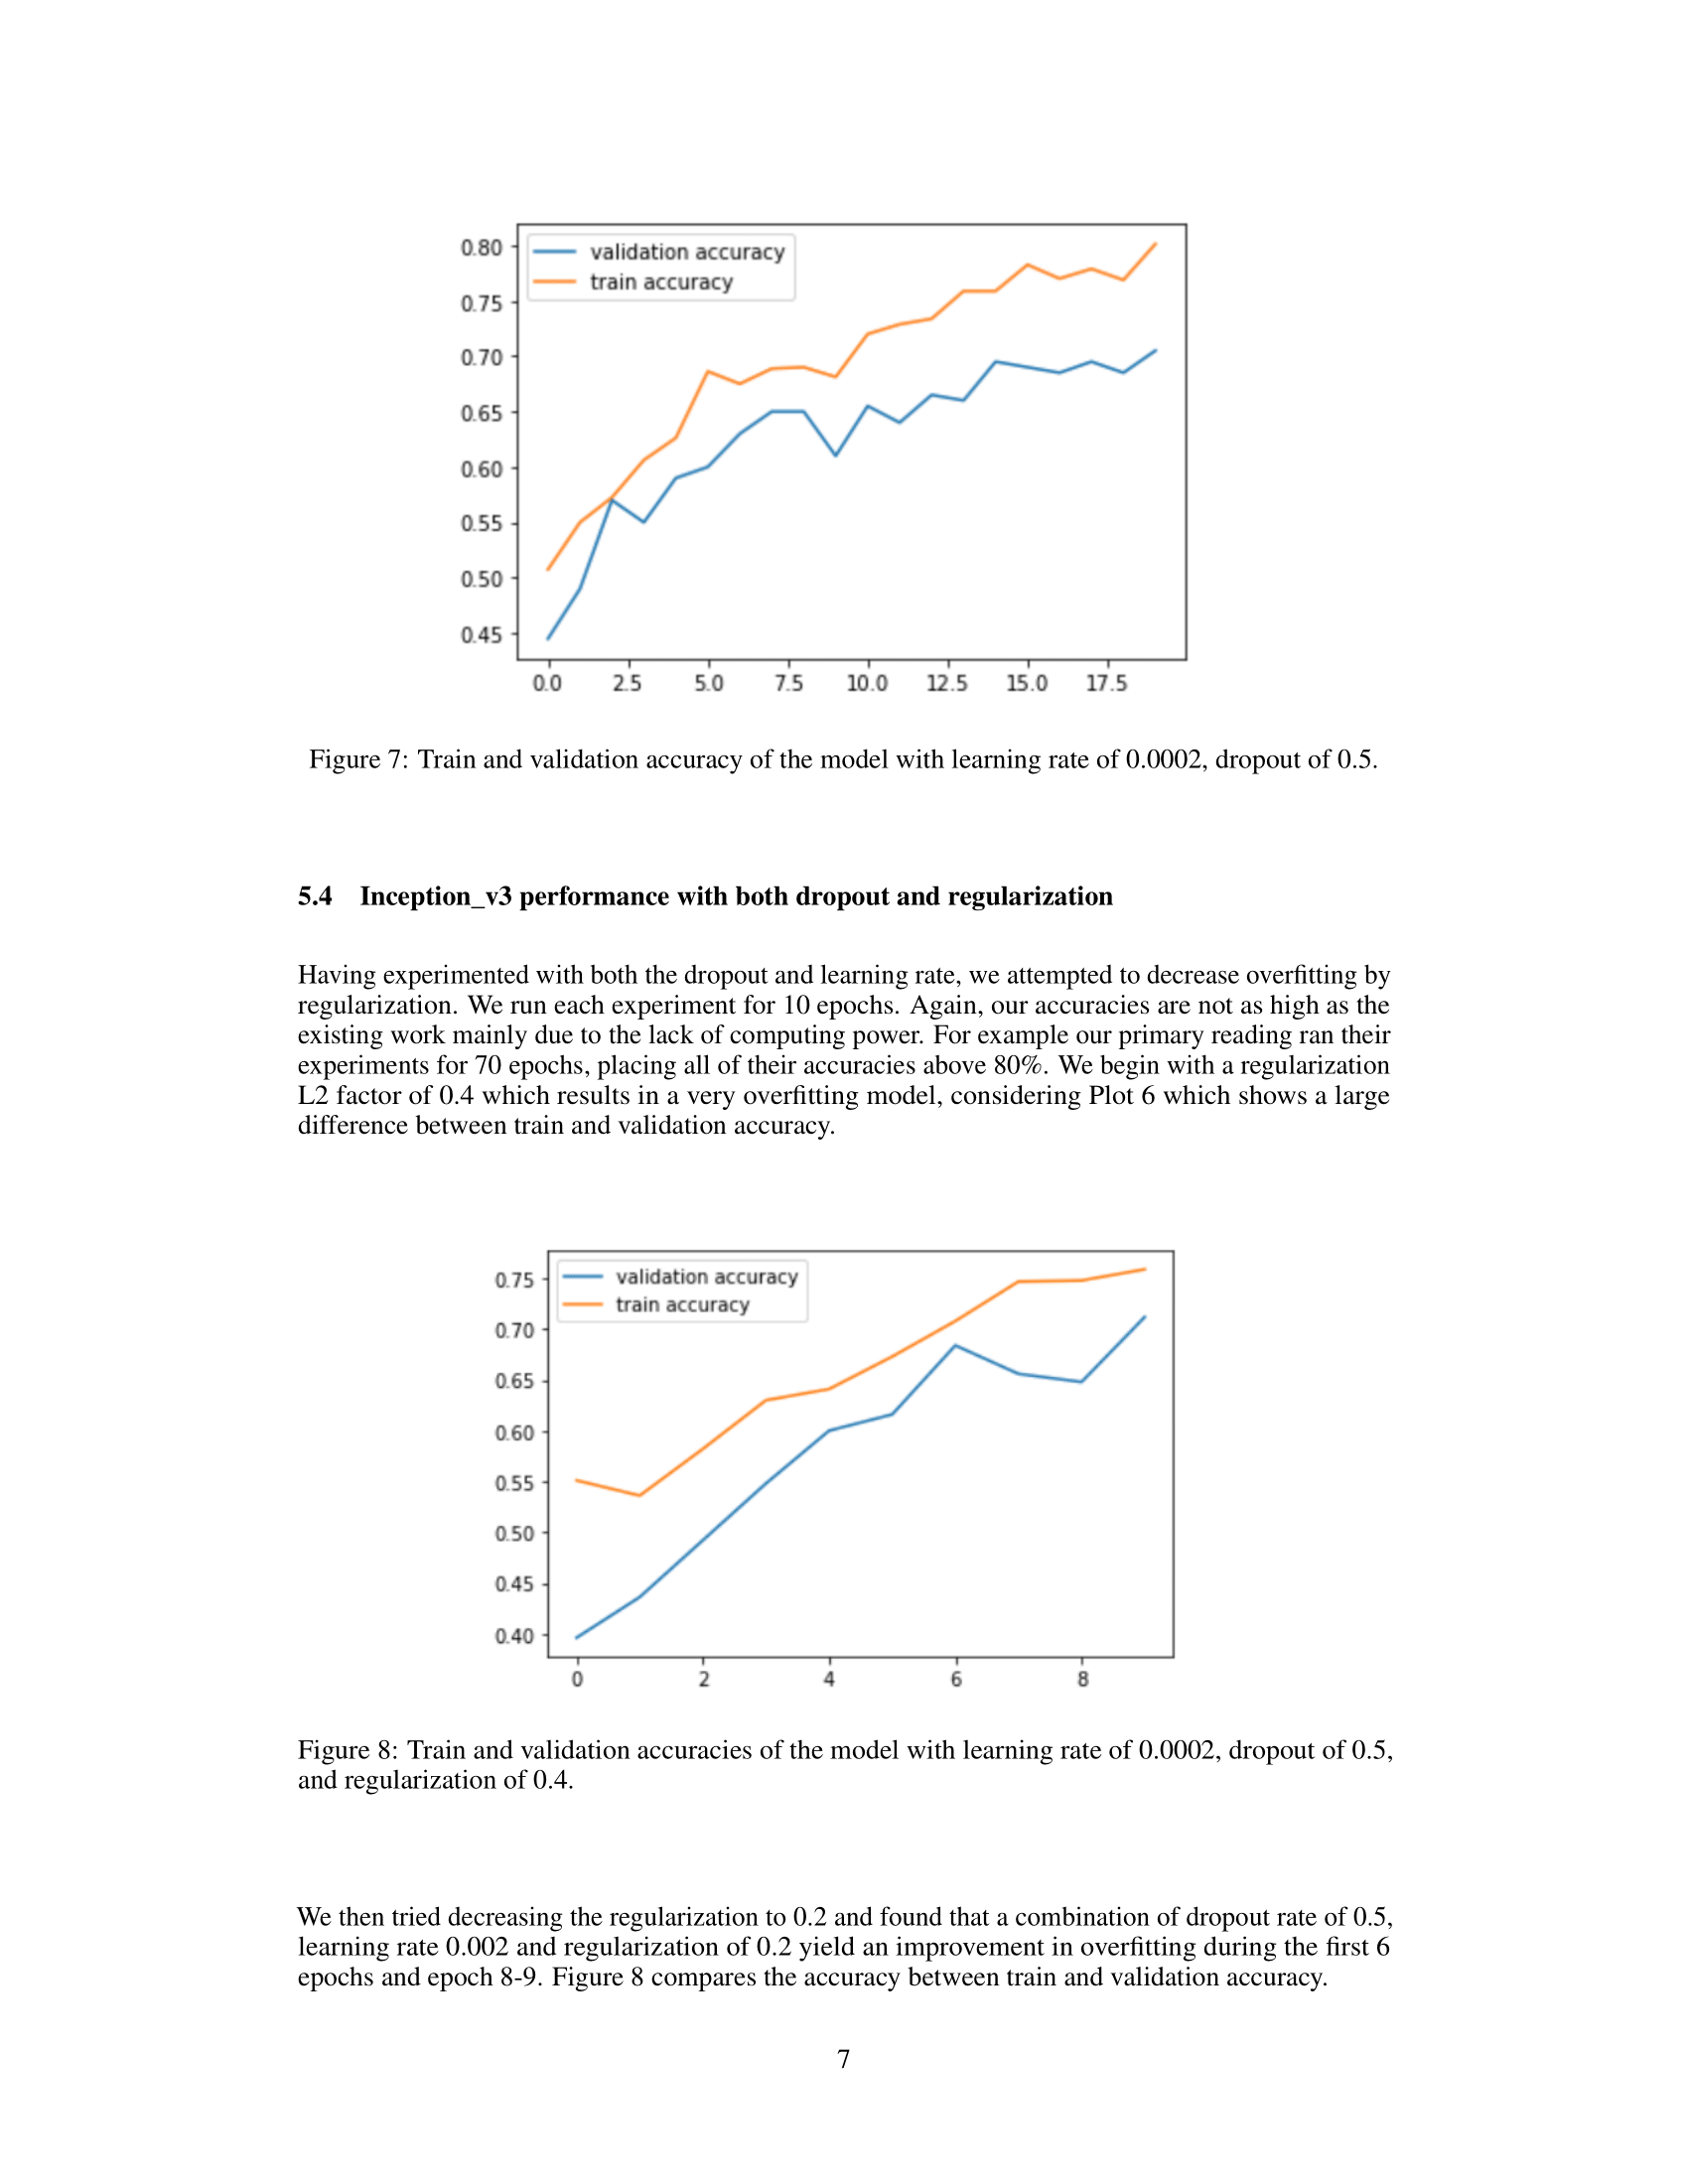 0.80
validation accuracy
train accuracy
0.75
0.70
0.65
0.60
0.55
0.50
0.45
0.0 2.5 5.0 7.5 10.0 12.5 15.0 17.5
Figure 7: Train and validation accuracy of the model with learning rate of 0.0002, dropout of 0.5.
5.4 Inception_v3 performance with both dropout and regularization
Having experimented with both the dropout and learning rate, we attempted to decrease overfitting by
regularization. We run each experiment for 10 epochs. Again, our accuracies are not as high as the
existing work mainly due to the lack of computing power. For example our primary reading ran their
experiments for 70 epochs, placing all of their accuracies above 80%. We begin with a regularization
L2 factor of 0.4 which results in a very overfitting model, considering Plot 6 which shows a large
difference between train and validation accuracy.
validation accuracy
train accuracy
0.75
0.70
0.65
0.60
0.55
0.50
0.45
0.40
0 2 4 6 8
Figure 8: Train and validation accuracies of the model with learning rate of 0.0002, dropout of 0.5,
and regularization of 0.4.
We then tried decreasing the regularization to 0.2 and found that a combination of dropout rate of 0.5,
learning rate 0.002 and regularization of 0.2 yield an improvement in overfitting during the first 6
epochs and epoch 8-9. Figure 8 compares the accuracy between train and validation accuracy.
7